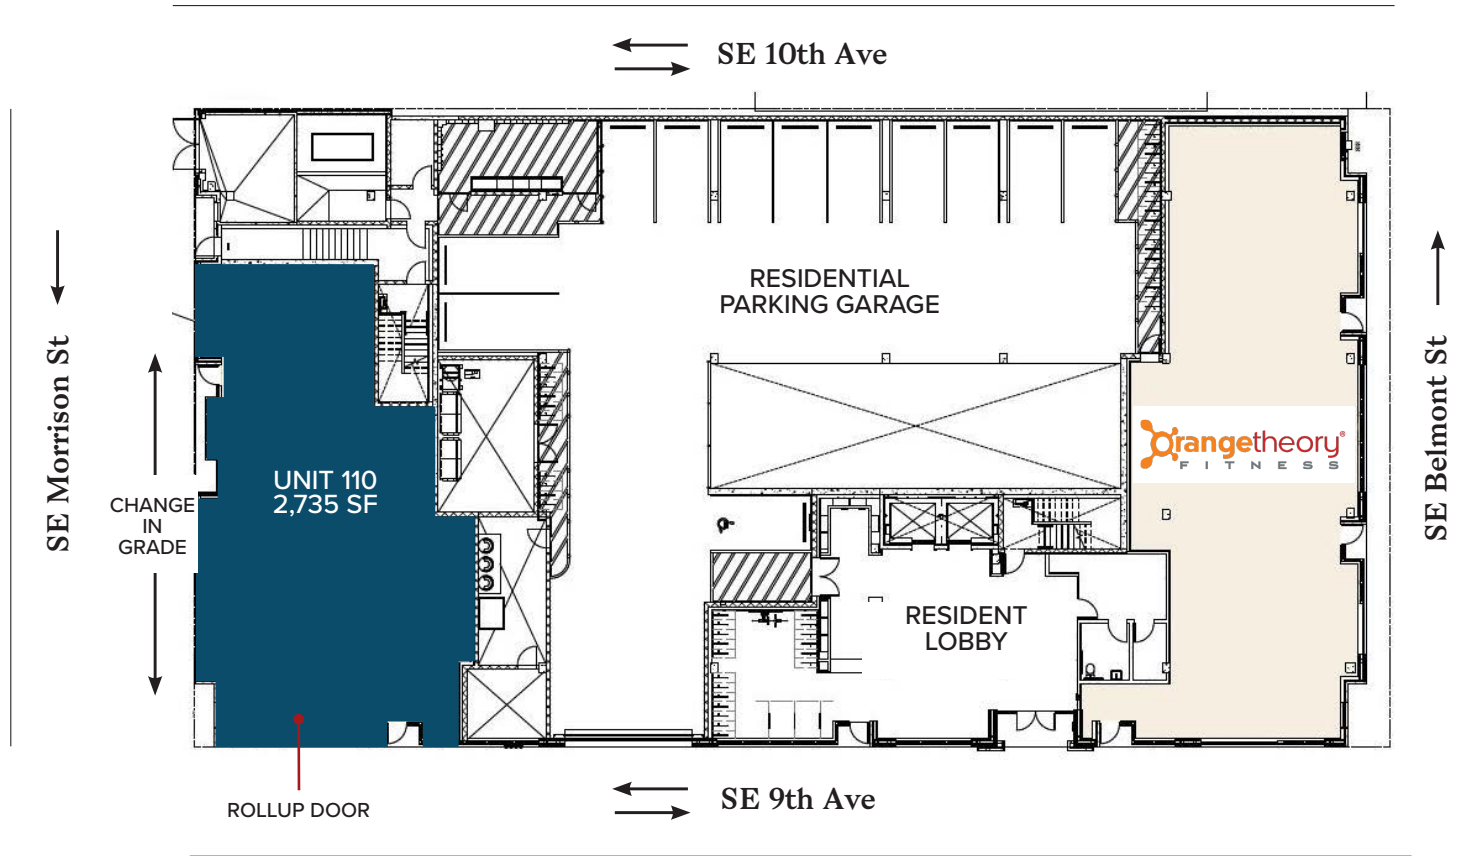 SE 10th Ave
RESIDENTIAL
PARKING GARAGE
SE Morrison St
SE Belmont St
orangetheory®
FITNESS
UNIT 110
2,735 SF
CHANGE
IN
GRADE
RESIDENT
LOBBY
ROLLUP DOOR
SE 9th Ave